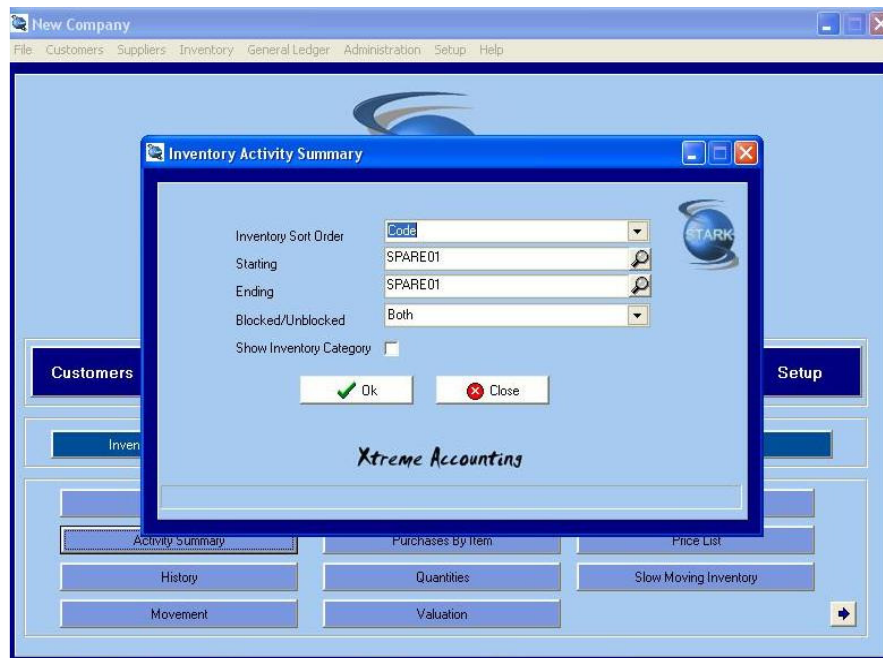 New Company
File Customers Suppliers Inventory General Ledger Administration Setup Help
Inventory Activity Summary
STARK
Inventory Sort Order Code
Starting SPARE01
Ending SPARE01
Blocked/Unblocked Both
Show Inventory Category
Ok Close
Xtreme Accounting
Customers Setup
Inven
Activity Summary Purchases By Item Price List
History Quantities Slow Moving Inventory
Movement Valuation